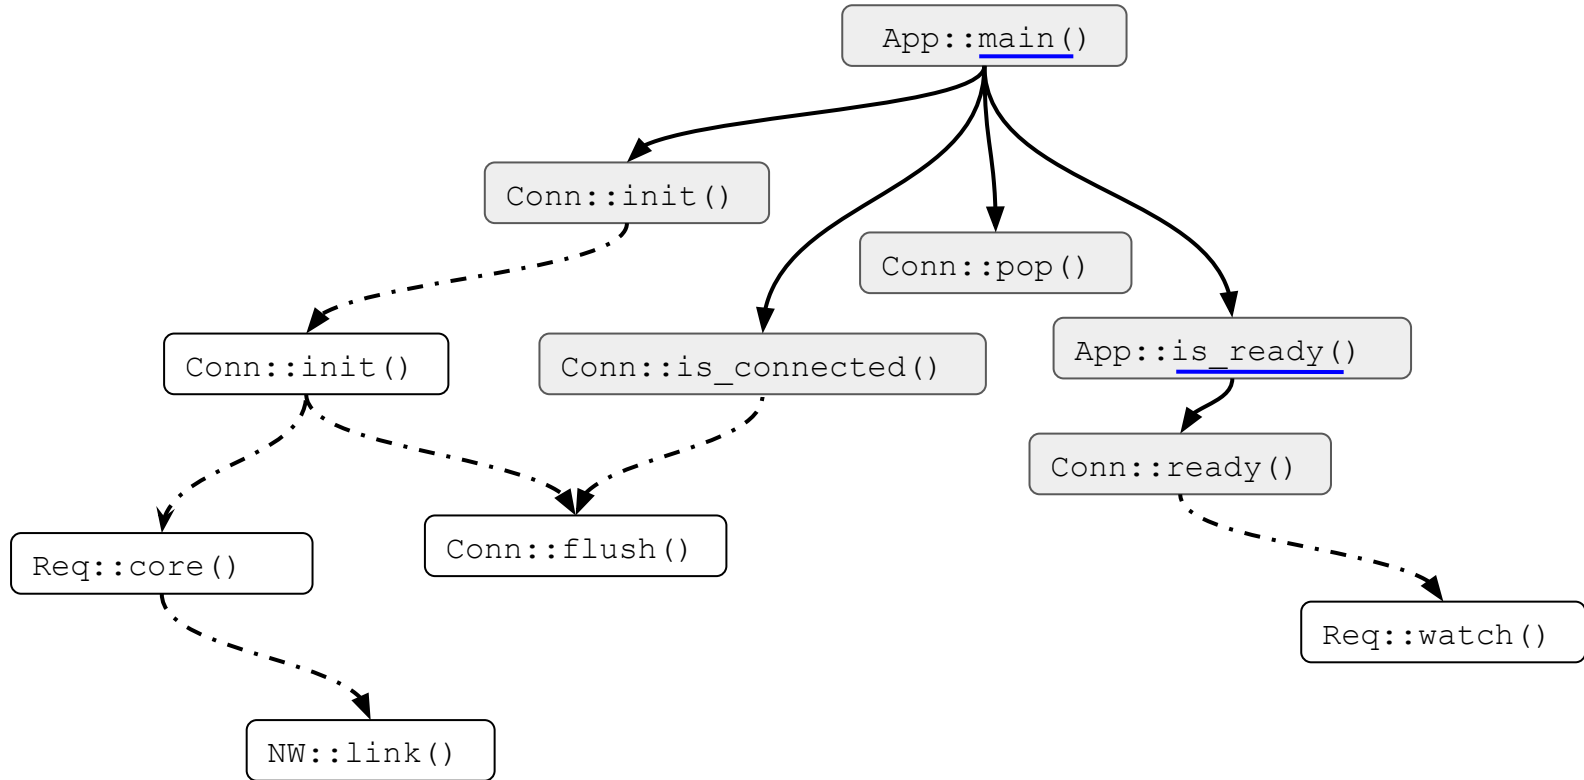 App::main()
Conn::init()
Conn::pop()
Conn::init()
Conn::is_connected()
App::is_ready()
Conn::ready()
Req::core()
Conn::flush()
Req::watch()
NW::link()